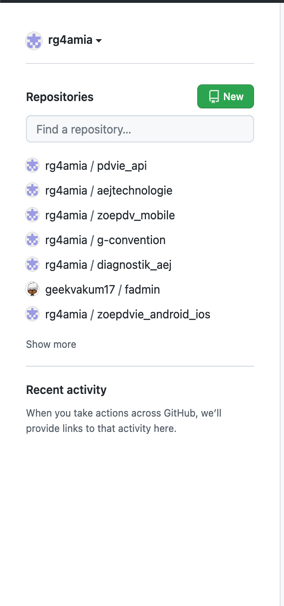 rg4amia
Repositories
New
Find a repository...
rg4amia / pdvie_api
rg4amia / aejtechnologie
rg4amia / zoepdv_mobile
rg4amia / g-convention
rg4amia / diagnostik_aej
geekvakum17 / fadmin
rg4amia / zoepdvie_android_ios
Show more
Recent activity
When you take actions across GitHub, we'll
provide links to that activity here.